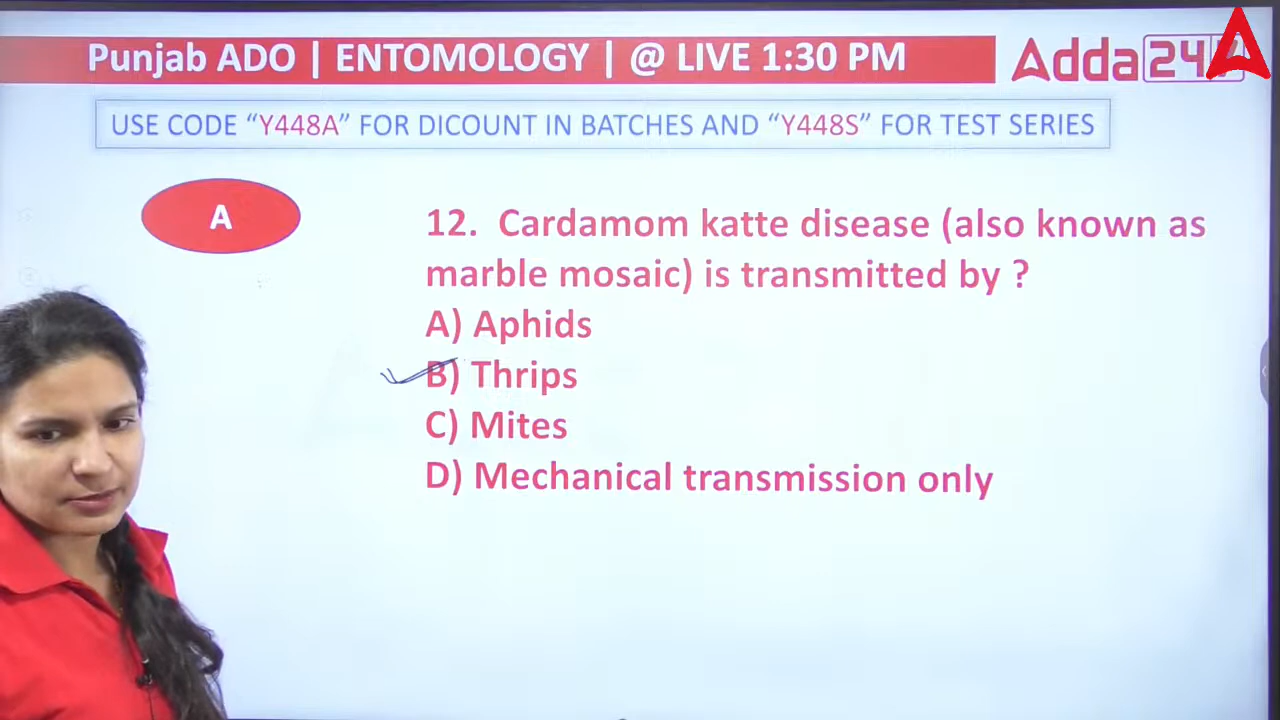 Punjab ADO | ENTOMOLOGY | @ LIVE 1:30 PM
Adda247
USE CODE “Y448A” FOR DICOUNT IN BATCHES AND “Y448S” FOR TEST SERIES
A
12. Cardamom katte disease (also known as
marble mosaic) is transmitted by ?
A) Aphids
B) Thrips
C) Mites
D) Mechanical transmission only